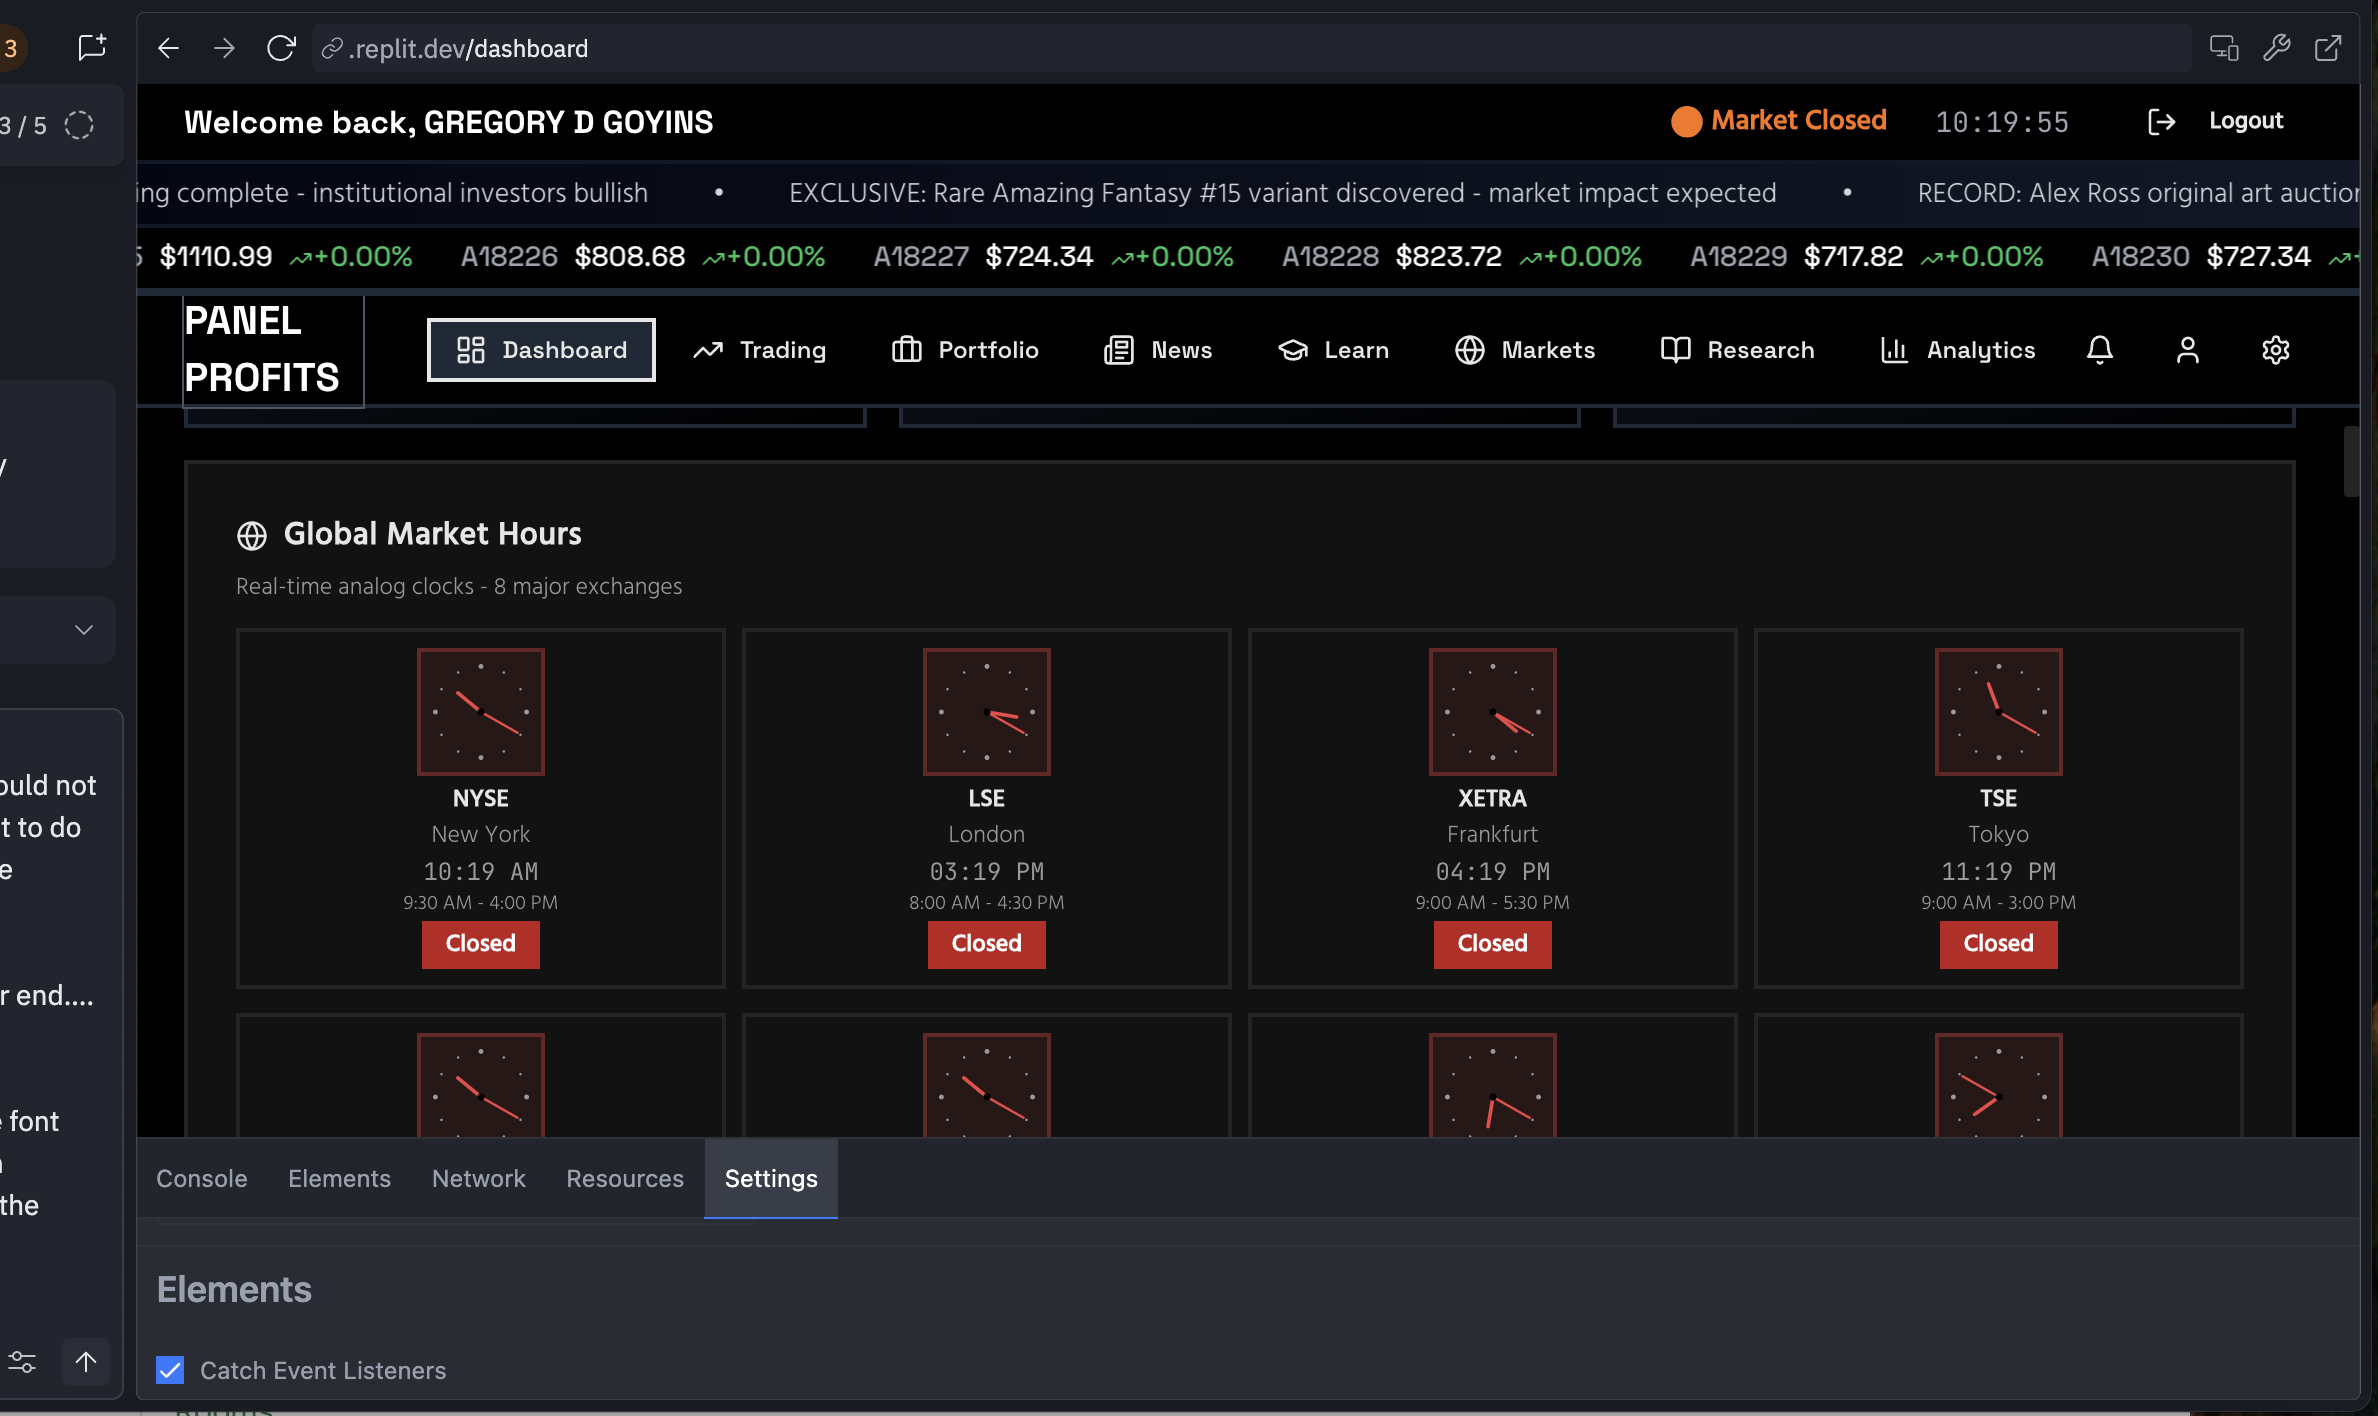 3
.replit.dev/dashboard
3 / 5
Welcome back, GREGORY D GOYINS
Market Closed
10:19:55
Logout
ing complete - institutional investors bullish • EXCLUSIVE: Rare Amazing Fantasy #15 variant discovered - market impact expected • RECORD: Alex Ross original art auction
$1110.99 +0.00% A18226 $808.68 +0.00% A18227 $724.34 +0.00% A18228 $823.72 +0.00% A18229 $717.82 +0.00% A18230 $727.34
PANEL
PROFITS
Dashboard
Trading
Portfolio
News
Learn
Markets
Research
Analytics
Global Market Hours
Real-time analog clocks - 8 major exchanges
NYSE
New York
10:19 AM
9:30 AM - 4:00 PM
Closed
LSE
London
03:19 PM
8:00 AM - 4:30 PM
Closed
XETRA
Frankfurt
04:19 PM
9:00 AM - 5:30 PM
Closed
TSE
Tokyo
11:19 PM
9:00 AM - 3:00 PM
Closed
ould not
t to do
e
r end....
font
the
Console
Elements
Network
Resources
Settings
Elements
Catch Event Listeners